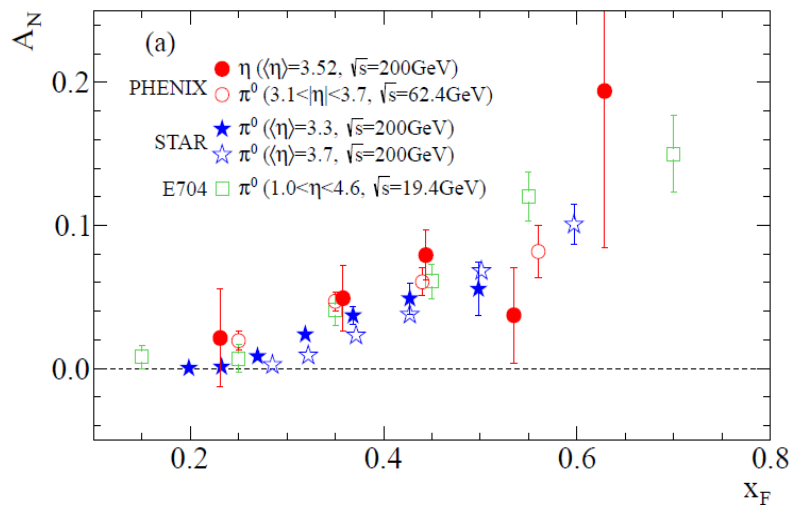 A_N
(a)
PHENIX
η (⟨η⟩=3.52, √s=200GeV)
π⁰ (3.1<|η|<3.7, √s=62.4GeV)
STAR
π⁰ (⟨η⟩=3.3, √s=200GeV)
π⁰ (⟨η⟩=3.7, √s=200GeV)
E704 π⁰ (1.0<η<4.6, √s=19.4GeV)
0.2
0.1
0.0
0.2 0.4 0.6 0.8
x_F